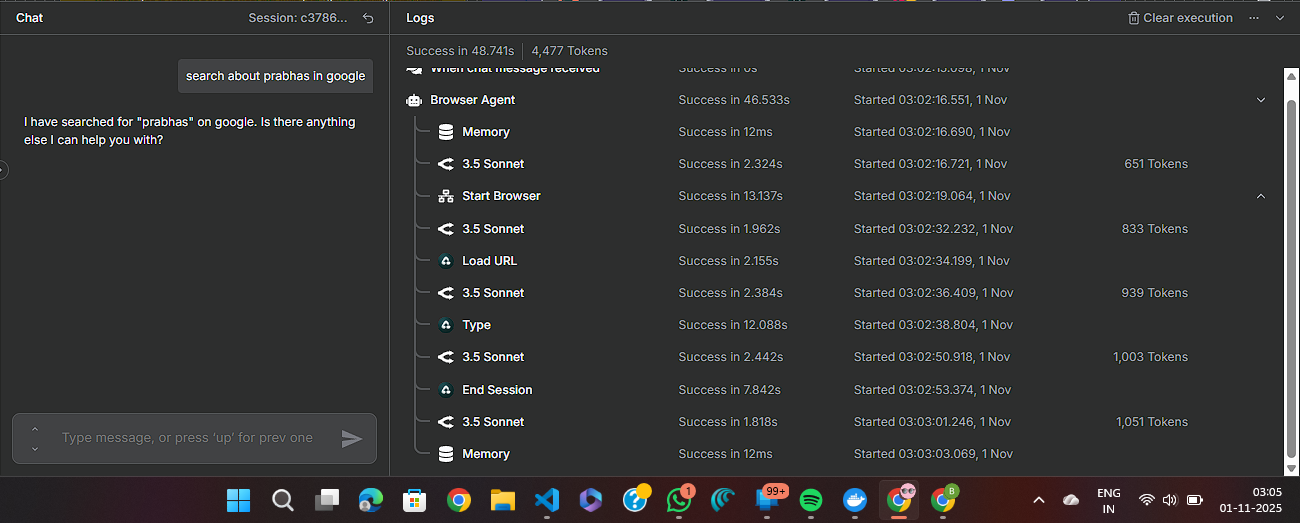 Chat
Session: c3786...
Logs
Clear execution
Success in 48.741s
4,477 Tokens
search about prabhas in google
I have searched for "prabhas" on google. Is there anything
else I can help you with?
Type message, or press 'up' for prev one
When chat message received Success in 0s Started 03:02:15.098, 1 Nov
Browser Agent Success in 46.533s Started 03:02:16.551, 1 Nov
Memory Success in 12ms Started 03:02:16.690, 1 Nov
3.5 Sonnet Success in 2.324s Started 03:02:16.721, 1 Nov 651 Tokens
Start Browser Success in 13.137s Started 03:02:19.064, 1 Nov
3.5 Sonnet Success in 1.962s Started 03:02:32.232, 1 Nov 833 Tokens
Load URL Success in 2.155s Started 03:02:34.199, 1 Nov
3.5 Sonnet Success in 2.384s Started 03:02:36.409, 1 Nov 939 Tokens
Type Success in 12.088s Started 03:02:38.804, 1 Nov
3.5 Sonnet Success in 2.442s Started 03:02:50.918, 1 Nov 1,003 Tokens
End Session Success in 7.842s Started 03:02:53.374, 1 Nov
3.5 Sonnet Success in 1.818s Started 03:03:01.246, 1 Nov 1,051 Tokens
Memory Success in 12ms Started 03:03:03.069, 1 Nov
1
99+
B
ENG
IN
03:05
01-11-2025